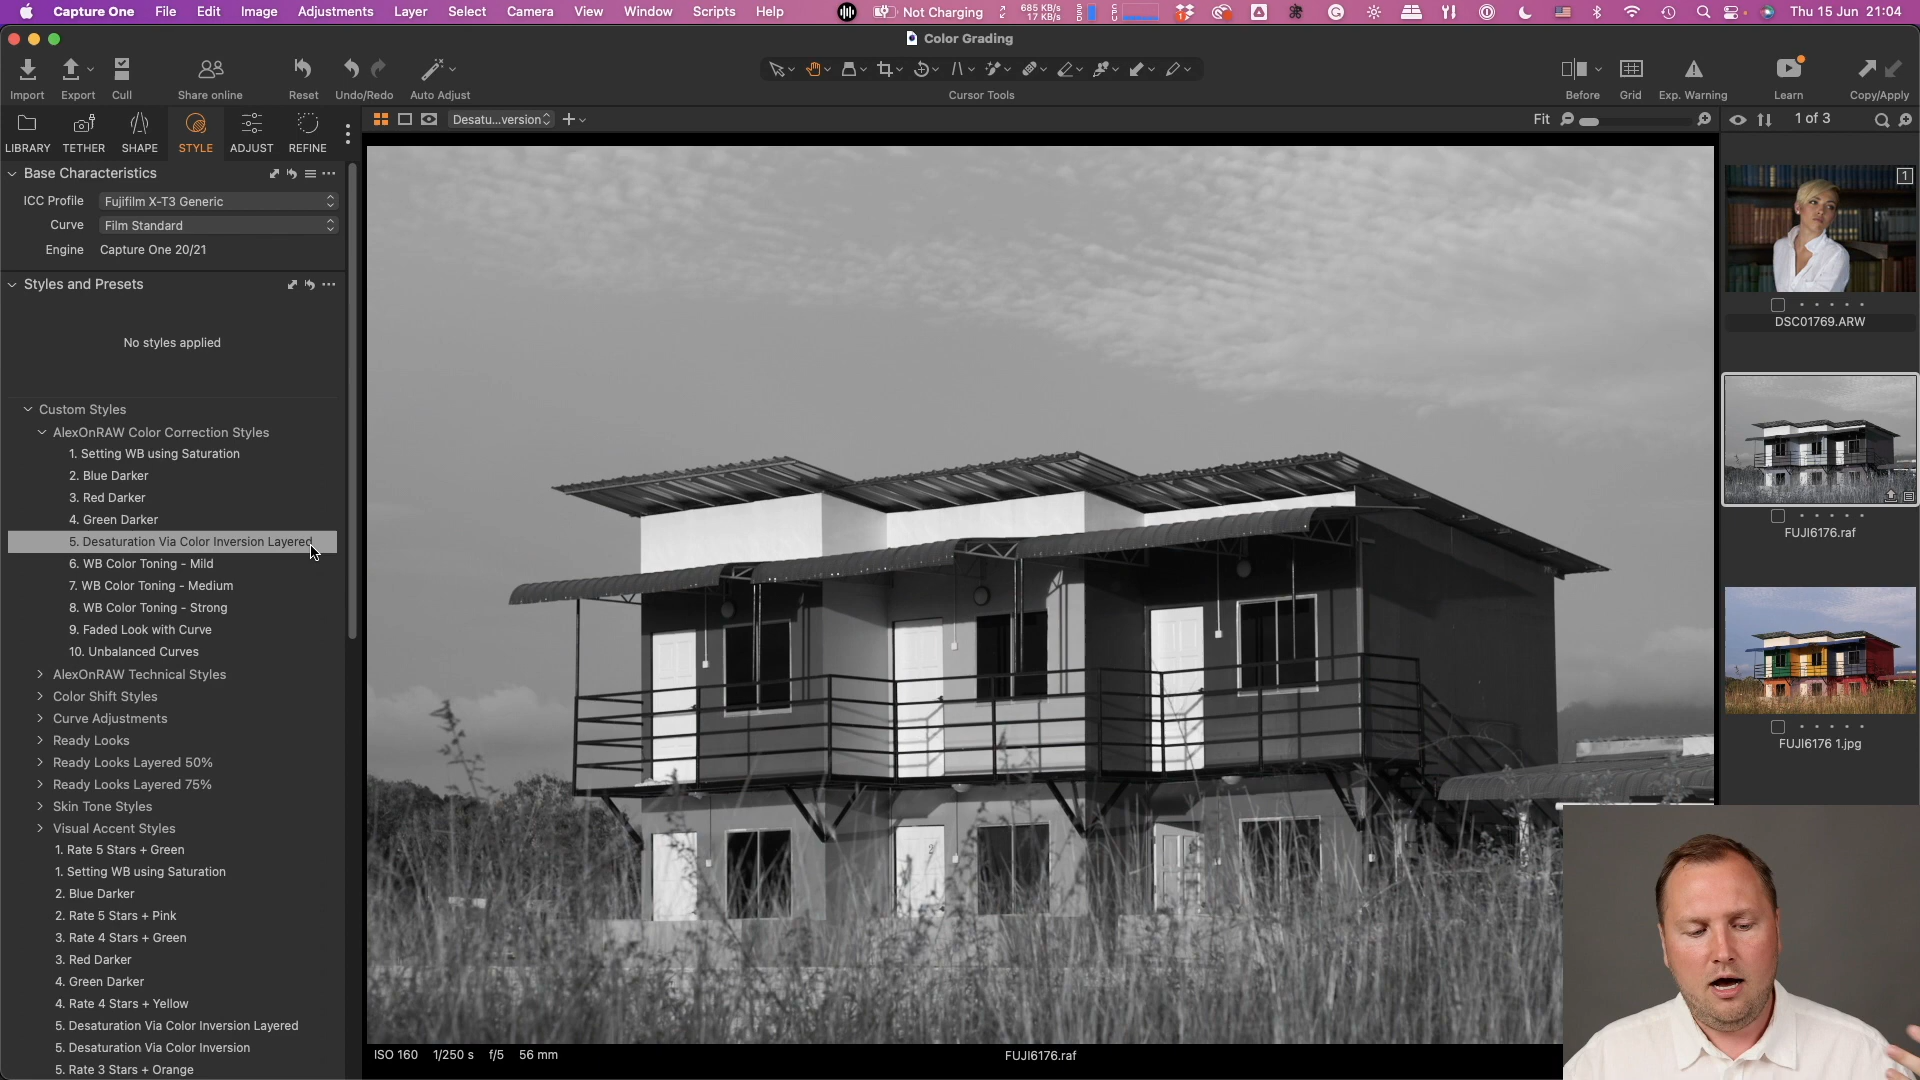 Capture One File Edit Image Adjustments Layer Select Camera View Window Scripts Help Not Charging 685 KB/s 17 KB/s Thu 15 Jun 21:04
Color Grading
Import Export Cull Share online Reset Undo/Redo Auto Adjust Cursor Tools Before Grid Exp. Warning Learn Copy/Apply
LIBRARY TETHER SHAPE STYLE ADJUST REFINE
Desatu...version Fit 1 of 3
Base Characteristics
ICC Profile Fujifilm X-T3 Generic
Curve Film Standard
Engine Capture One 20/21
Styles and Presets
No styles applied
Custom Styles
AlexOnRAW Color Correction Styles
1. Setting WB using Saturation
2. Blue Darker
3. Red Darker
4. Green Darker
5. Desaturation Via Color Inversion Layered
6. WB Color Toning - Mild
7. WB Color Toning - Medium
8. WB Color Toning - Strong
9. Faded Look with Curve
10. Unbalanced Curves
AlexOnRAW Technical Styles
Color Shift Styles
Curve Adjustments
Ready Looks
Ready Looks Layered 50%
Ready Looks Layered 75%
Skin Tone Styles
Visual Accent Styles
1. Rate 5 Stars + Green
1. Setting WB using Saturation
2. Blue Darker
2. Rate 5 Stars + Pink
3. Rate 4 Stars + Green
3. Red Darker
4. Green Darker
4. Rate 4 Stars + Yellow
5. Desaturation Via Color Inversion Layered
5. Desaturation Via Color Inversion
5. Rate 3 Stars + Orange
2
ISO 160 1/250 s f/5 56 mm
FUJI6176.raf
1
DSC01769.ARW
FUJI6176.raf
FUJI6176 1.jpg